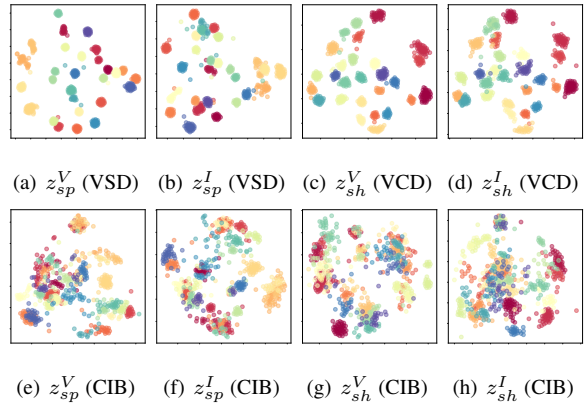 (a) $z_{sp}^{V}$ (VSD) (b) $z_{sp}^{I}$ (VSD) (c) $z_{sh}^{V}$ (VCD) (d) $z_{sh}^{I}$ (VCD)
(e) $z_{sp}^{V}$ (CIB) (f) $z_{sp}^{I}$ (CIB) (g) $z_{sh}^{V}$ (CIB) (h) $z_{sh}^{I}$ (CIB)